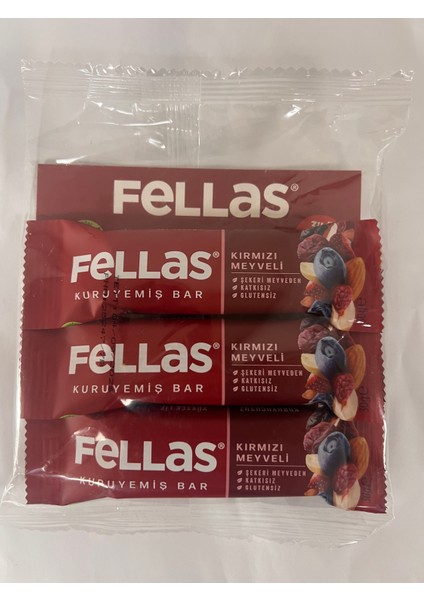 FeLLas®
FeLLas®
KURUYEMİŞ BAR
KIRMIZI
MEYVELİ
ŞEKERİ MEYVEDEN
KATKISIZ
GLUTENSİZ
FeLLas®
KURUYEMİŞ BAR
KIRMIZI
MEYVELİ
ŞEKERİ MEYVEDEN
KATKISIZ
GLUTENSİZ
FeLLas®
KURUYEMİŞ BAR
KIRMIZI
MEYVELİ
ŞEKERİ MEYVEDEN
KATKISIZ
GLUTENSİZ